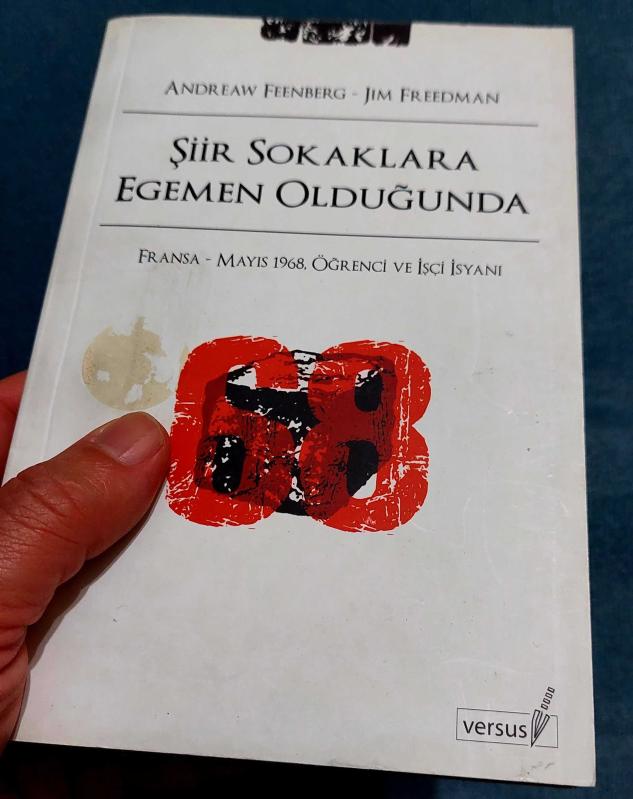 ANDREAW FEENBERG - JIM FREEDMAN
ŞİİR SOKAKLARA
EGEMEN OLDUĞUNDA
FRANSA - MAYIS 1968, ÖĞRENCİ VE İŞÇİ İSYANI
68
versus